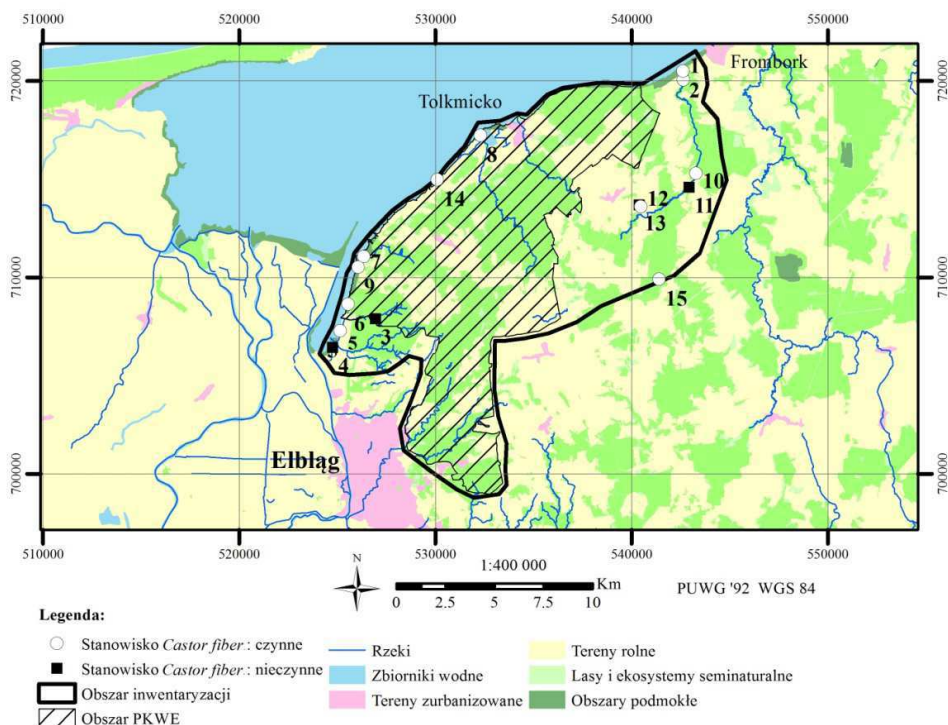 510000 520000 530000 540000 550000
720000 720000
710000 710000
700000 700000
Frombork
Tolkmicko
Elbląg
1
2
8
14
10
11
12
13
7
9
15
6
3
5
4
510000 520000 530000 540000 550000
1:400 000
N
Km
0 2.5 5 7.5 10
PUWG '92 WGS 84
Legenda:
Stanowisko Castor fiber : czynne
Stanowisko Castor fiber : nieczynne
Obszar inwentaryzacji
Obszar PKWE
Rzeki
Zbiorniki wodne
Tereny zurbanizowane
Tereny rolne
Lasy i ekosystemy seminaturalne
Obszary podmokłe